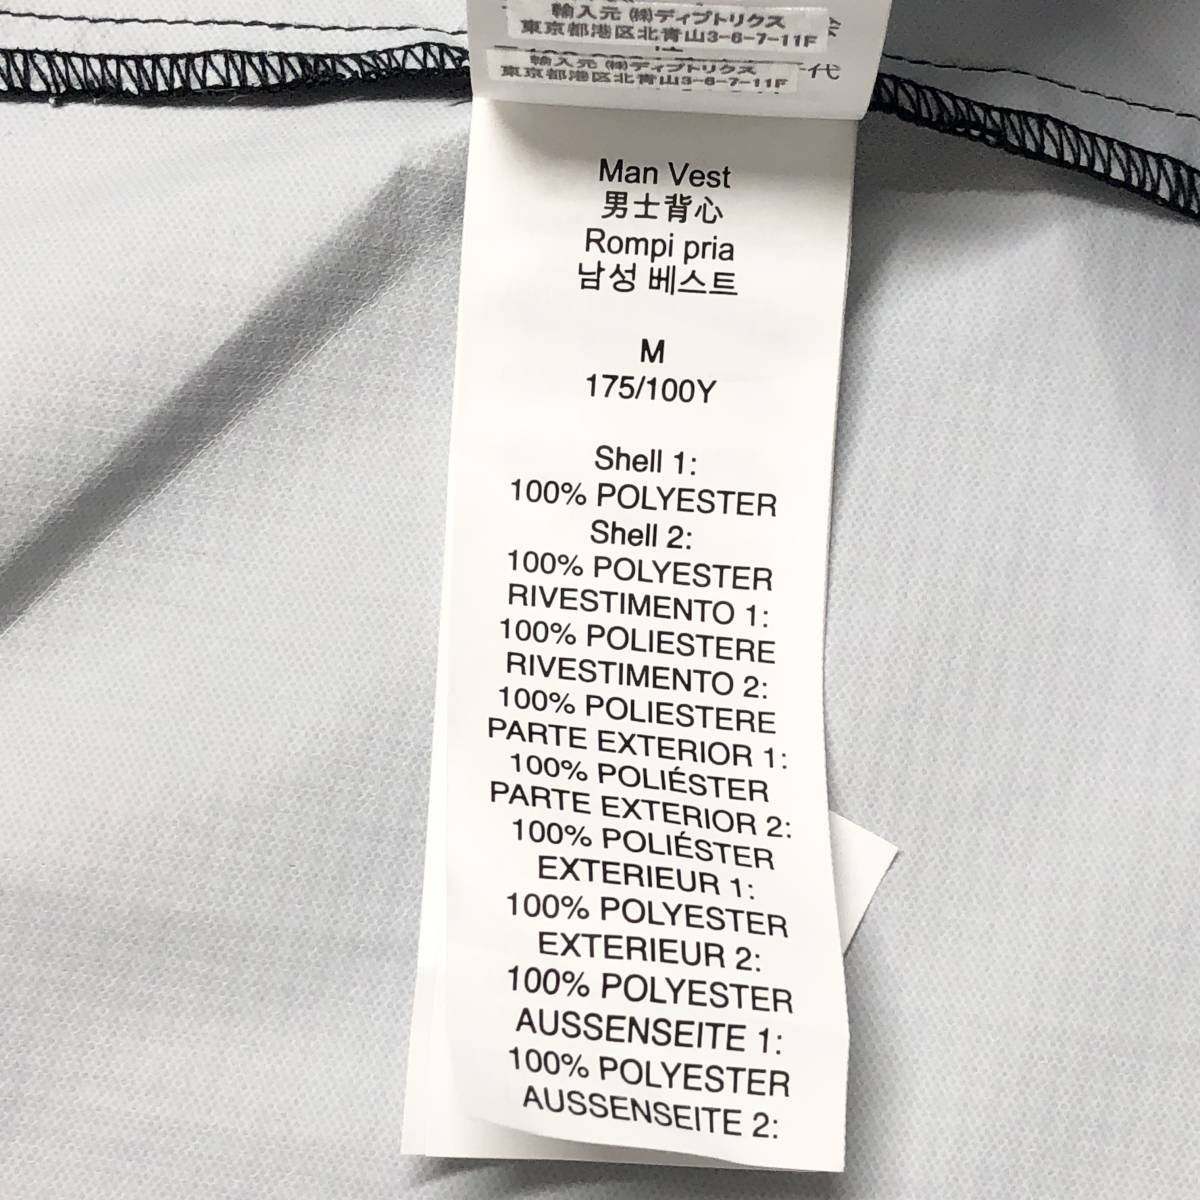 輸入元 ㈱ディプトリクス
東京都港区北青山3-6-7-11F
輸入元 ㈱ディプトリクス
代
東京都港区北青山3-6-7-11F
Man Vest
男士背心
Rompi pria
남성 베스트
M
175/100Y
Shell 1:
100% POLYESTER
Shell 2:
100% POLYESTER
RIVESTIMENTO 1:
100% POLIESTERE
RIVESTIMENTO 2:
100% POLIESTERE
PARTE EXTERIOR 1:
100% POLIÉSTER
PARTE EXTERIOR 2:
100% POLIÉSTER
EXTERIEUR 1:
100% POLYESTER
EXTERIEUR 2:
100% POLYESTER
AUSSENSEITE 1:
100% POLYESTER
AUSSENSEITE 2: